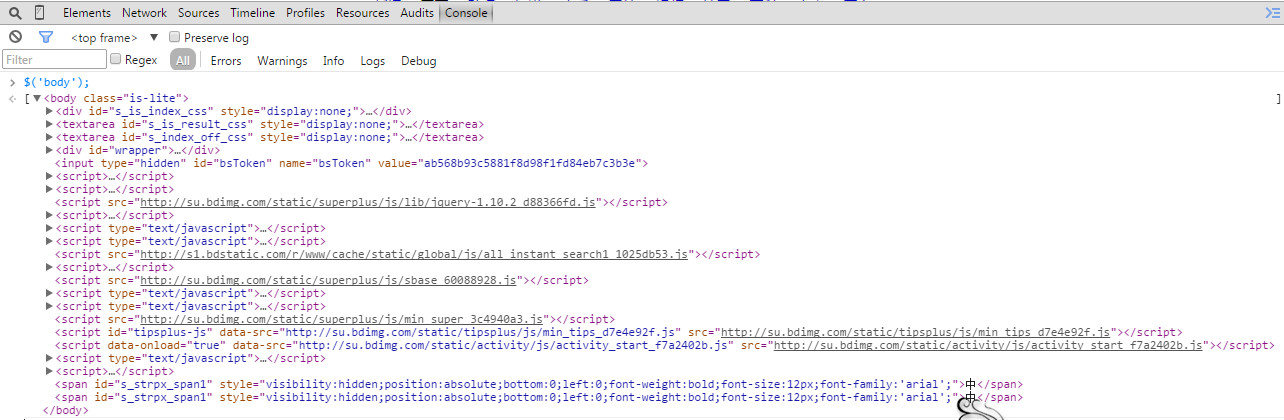 Elements Network Sources Timeline Profiles Resources Audits Console
<top frame> ▼ Preserve log
Filter Regex All Errors Warnings Info Logs Debug
> $('body');
[ ▼<body class="is-lite"> ]
▶<div id="s_is_index_css" style="display:none;">…</div>
▶<textarea id="s_is_result_css" style="display:none;">…</textarea>
▶<textarea id="s_index_off_css" style="display:none;">…</textarea>
▶<div id="wrapper">…</div>
<input type="hidden" id="bsToken" name="bsToken" value="ab568b93c5881f8d98f1fd84eb7c3b3e">
▶<script>…</script>
▶<script>…</script>
<script src="http://su.bdimg.com/static/superplus/js/lib/jquery-1.10.2_d88366fd.js"></script>
▶<script>…</script>
▶<script type="text/javascript">…</script>
▶<script type="text/javascript">…</script>
<script src="http://s1.bdstatic.com/r/www/cache/static/global/js/all_instant_search1_1025db53.js"></script>
▶<script>…</script>
<script src="http://su.bdimg.com/static/superplus/js/sbase_60088928.js"></script>
▶<script type="text/javascript">…</script>
▶<script type="text/javascript">…</script>
<script src="http://su.bdimg.com/static/superplus/js/min_super_3c4940a3.js"></script>
<script id="tipsplus-js" data-src="http://su.bdimg.com/static/tipsplus/js/min_tips_d7e4e92f.js" src="http://su.bdimg.com/static/tipsplus/js/min_tips_d7e4e92f.js"></script>
<script data-onload="true" data-src="http://su.bdimg.com/static/activity/js/activity_start_f7a2402b.js" src="http://su.bdimg.com/static/activity/js/activity_start_f7a2402b.js"></script>
▶<script type="text/javascript">…</script>
▶<script>…</script>
<span id="s_strpx_span1" style="visibility:hidden;position:absolute;bottom:0;left:0;font-weight:bold;font-size:12px;font-family:'arial';">中</span>
<span id="s_strpx_span1" style="visibility:hidden;position:absolute;bottom:0;left:0;font-weight:bold;font-size:12px;font-family:'arial';">中</span>
</body>